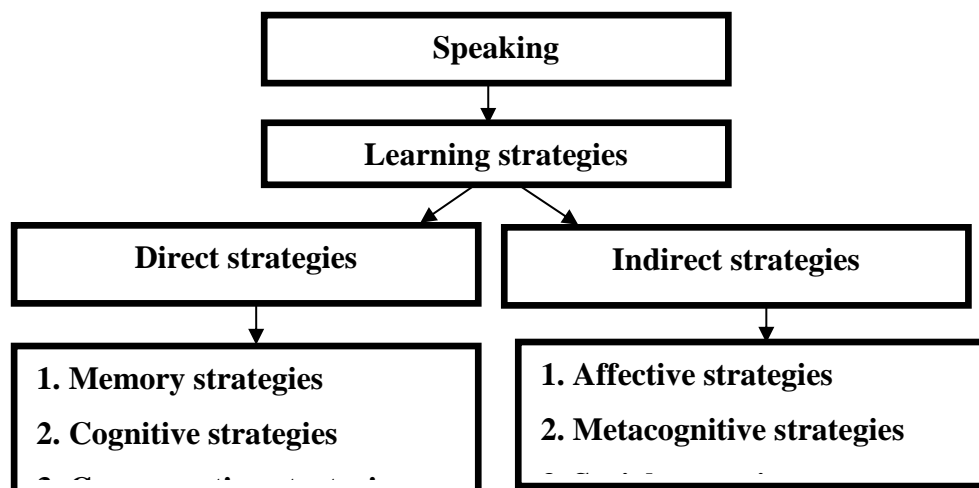 Speaking
Learning strategies
Direct strategies
Indirect strategies
1. Memory strategies
2. Cognitive strategies
1. Affective strategies
2. Metacognitive strategies